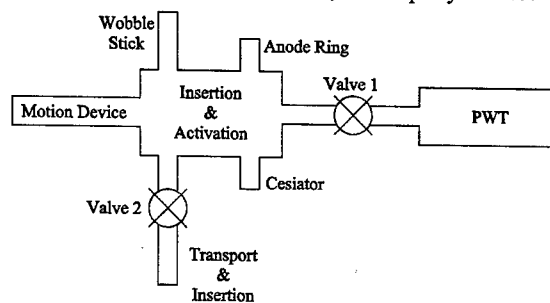 Wobble
Stick
Anode Ring
Valve 1
Motion Device
Insertion
&
Activation
PWT
Cesiator
Valve 2
Transport
&
Insertion